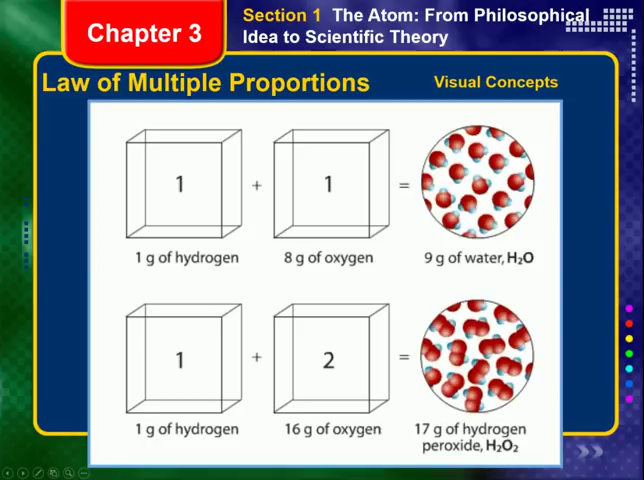 Chapter 3
Section 1 The Atom: From Philosophical
Idea to Scientific Theory
Law of Multiple Proportions
Visual Concepts
1 + 1 =
1 g of hydrogen 8 g of oxygen 9 g of water, H₂O
1 + 2 =
1 g of hydrogen 16 g of oxygen 17 g of hydrogen
peroxide, H₂O₂